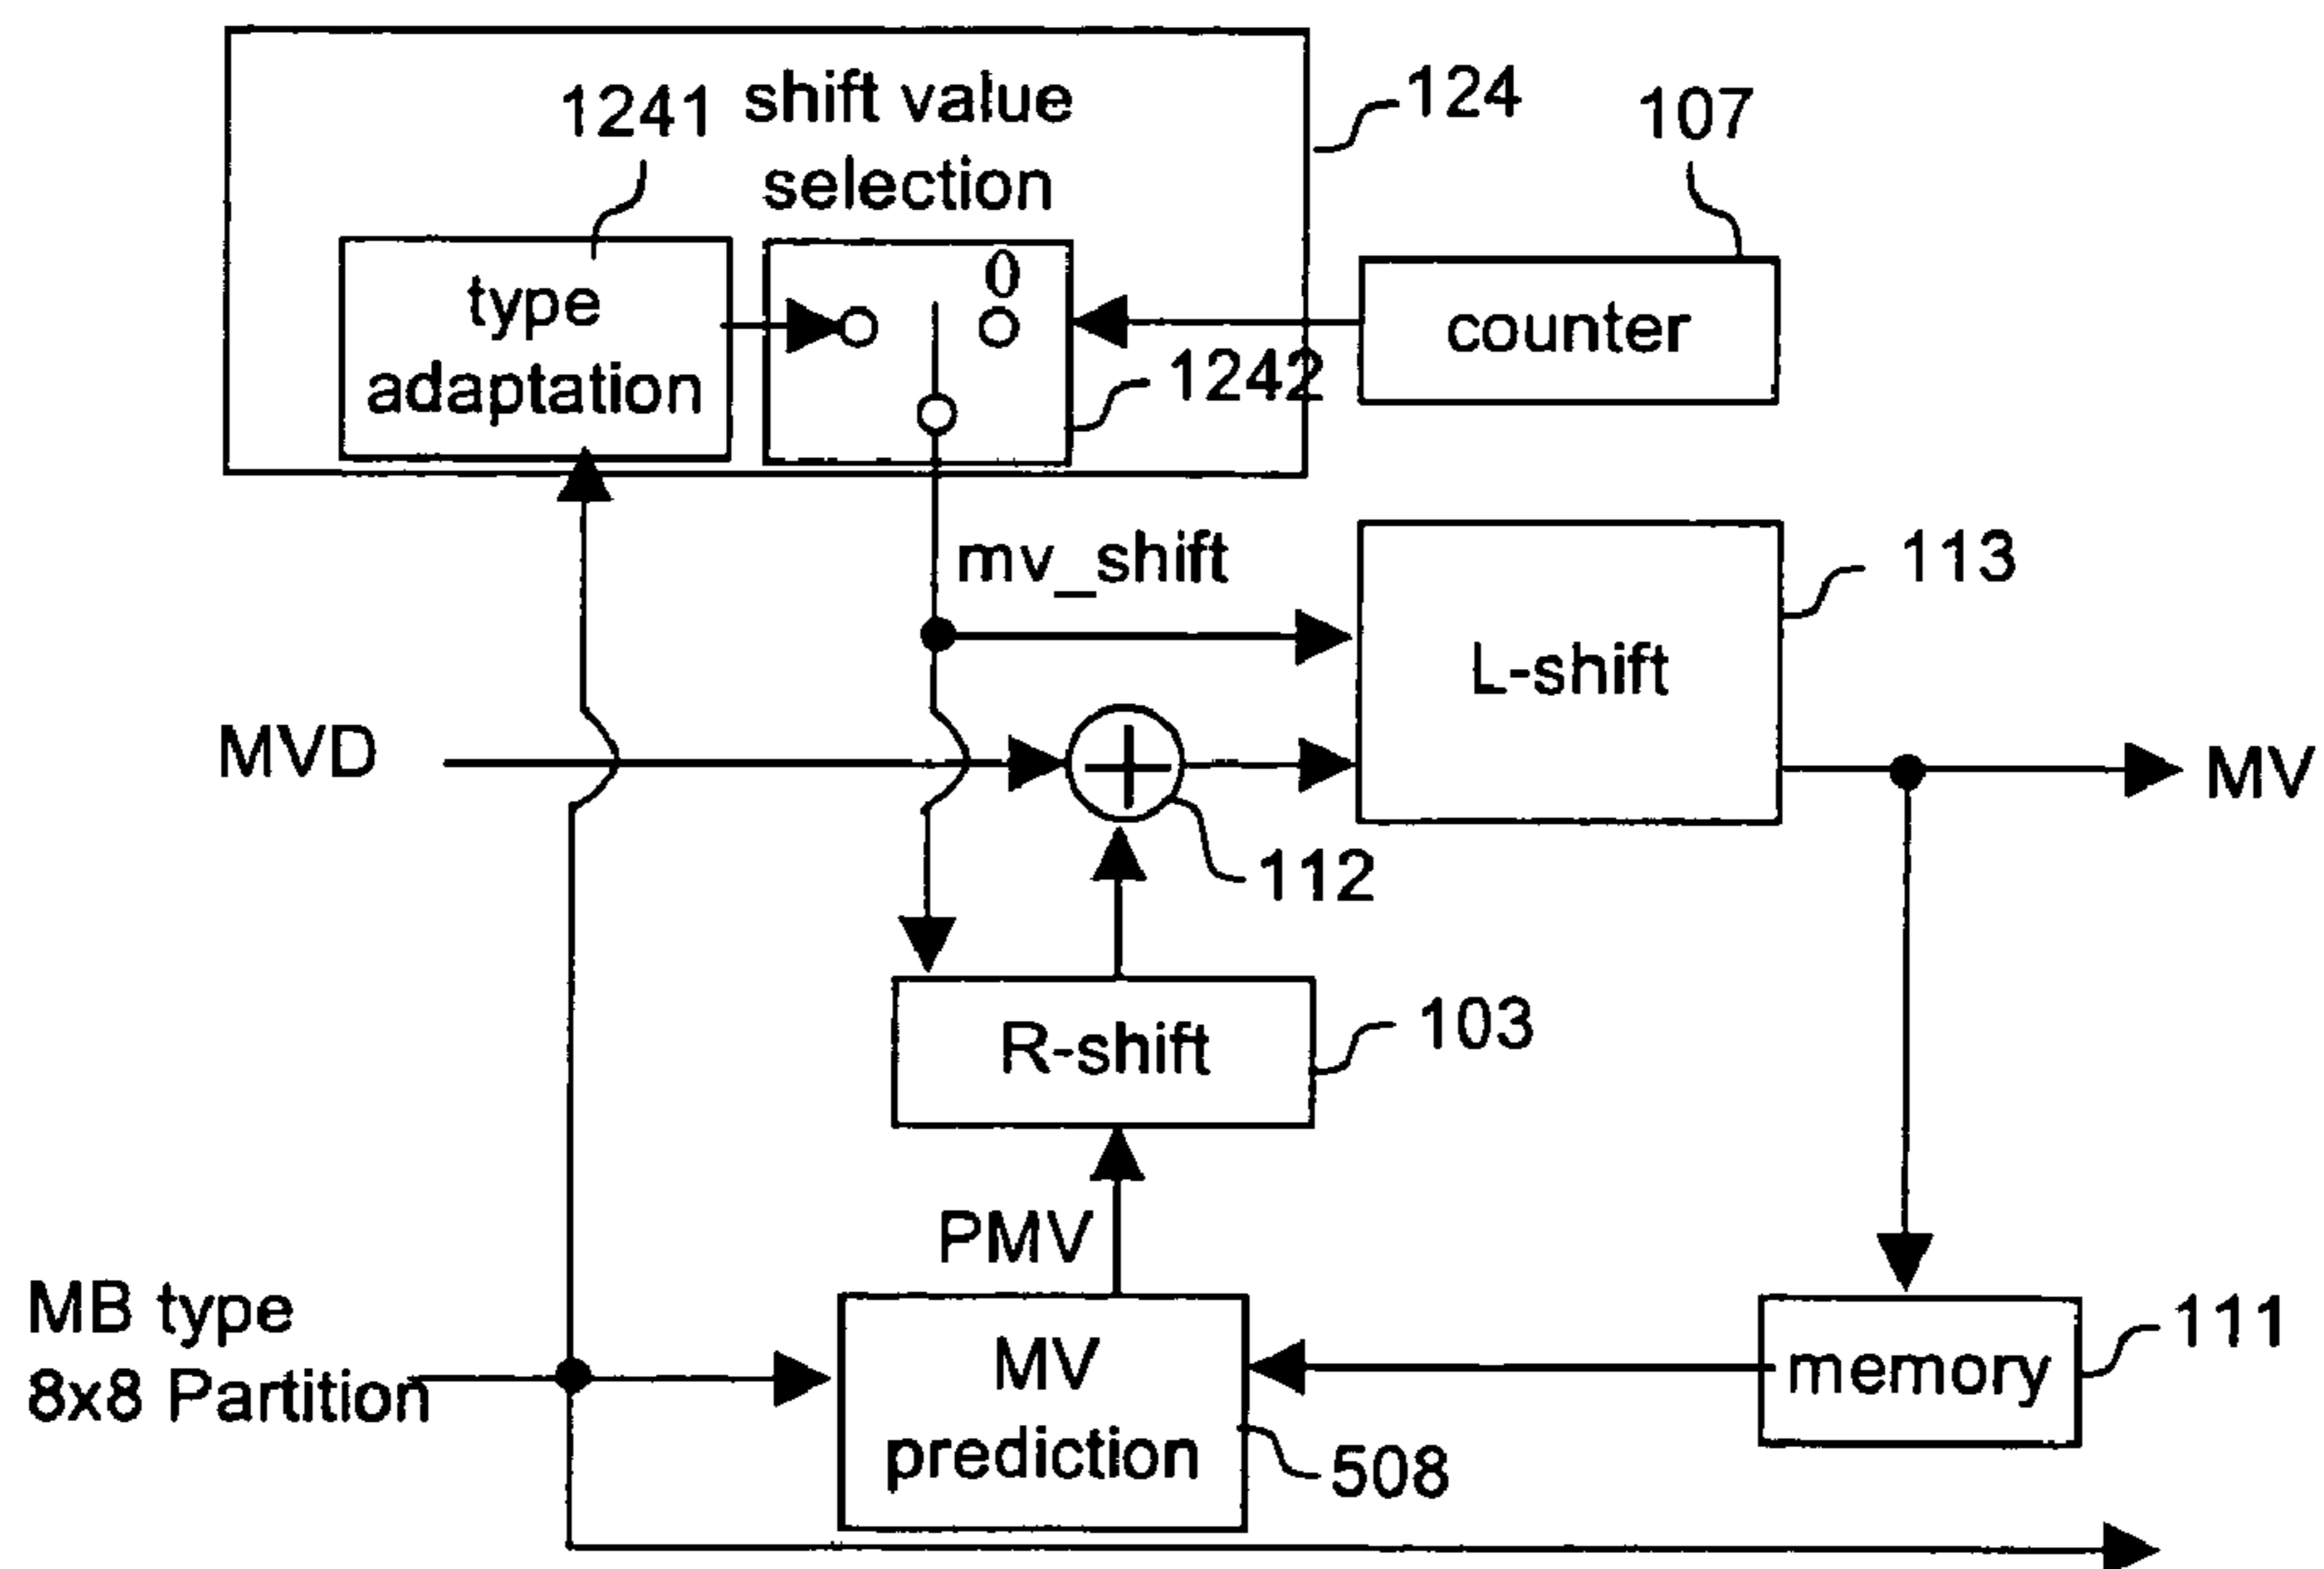 1241
shift value
selection
124
107
type
adaptation
0
1242
counter
mv_shift
113
L-shift
MVD
MV
112
R-shift
103
PMV
MB type
8x8 Partition
MV
prediction
508
memory
111